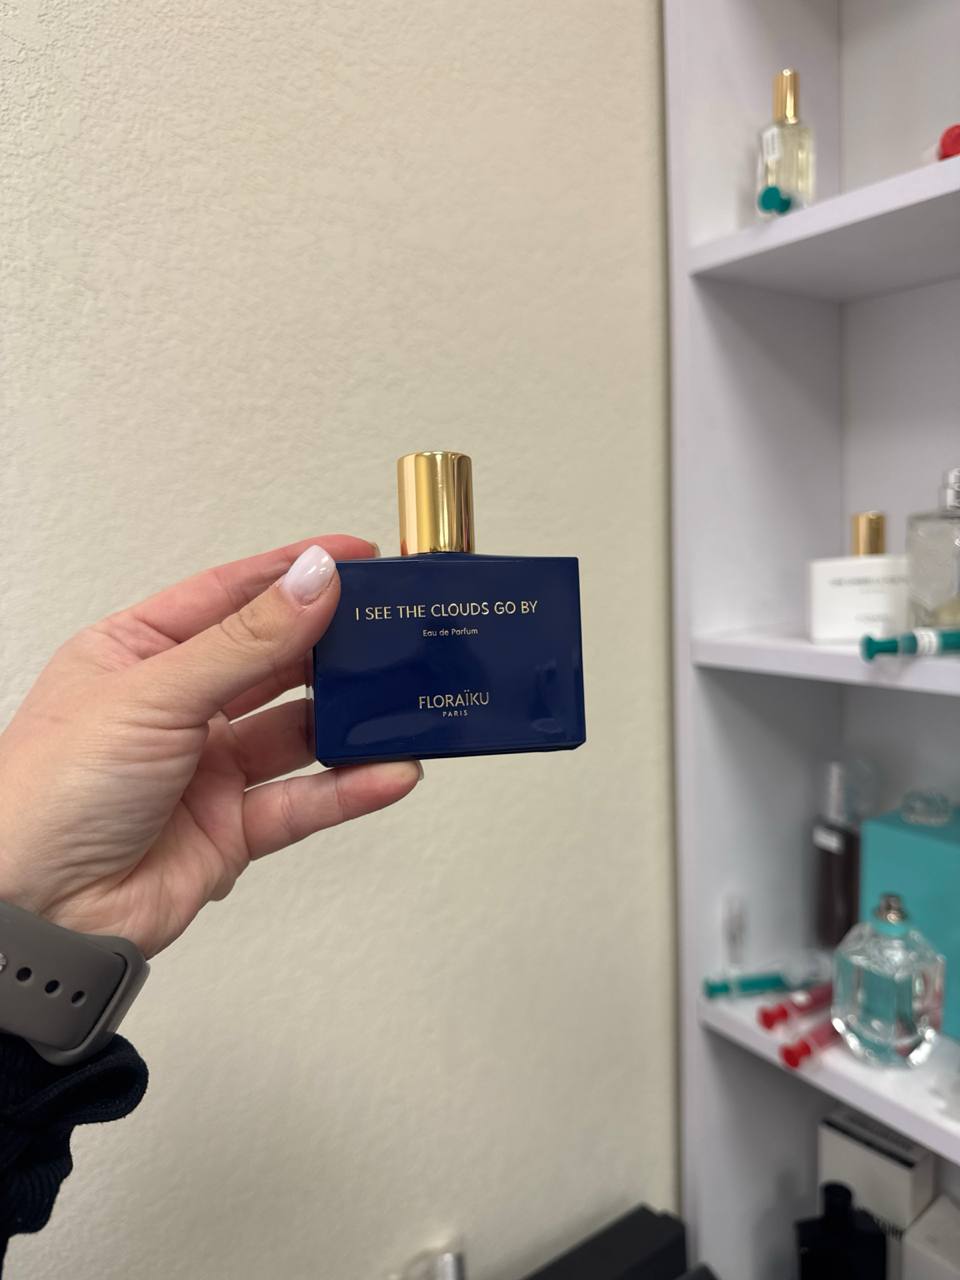 I SEE THE CLOUDS GO BY
Eau de Parfum
FLORAÏKU
PARIS